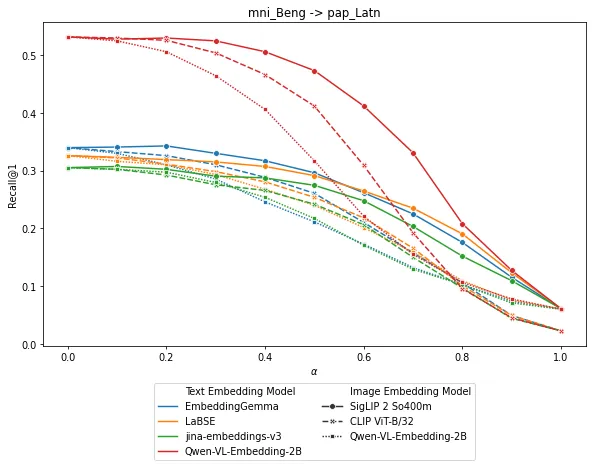 mni_Beng -> pap_Latn
Recall@1
0.5
0.4
0.3
0.2
0.1
0.0
0.0 0.2 0.4 0.6 0.8 1.0
α
Text Embedding Model Image Embedding Model
EmbeddingGemma SigLIP 2 So400m
LaBSE CLIP ViT-B/32
jina-embeddings-v3 Qwen-VL-Embedding-2B
Qwen-VL-Embedding-2B